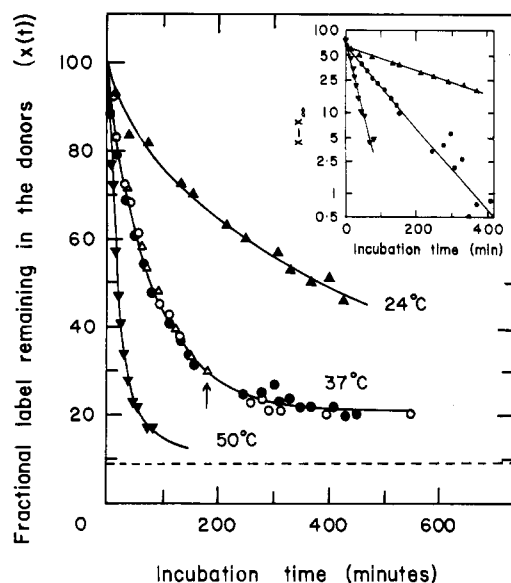 Fractional label remaining in the donors (x(t))
100
80
60
40
20
0
200
400
600
Incubation time (minutes)
24°C
37°C
50°C
x-x∞
100
50
25
10
5
2·5
1
0·5
0
200
400
Incubation time (min)